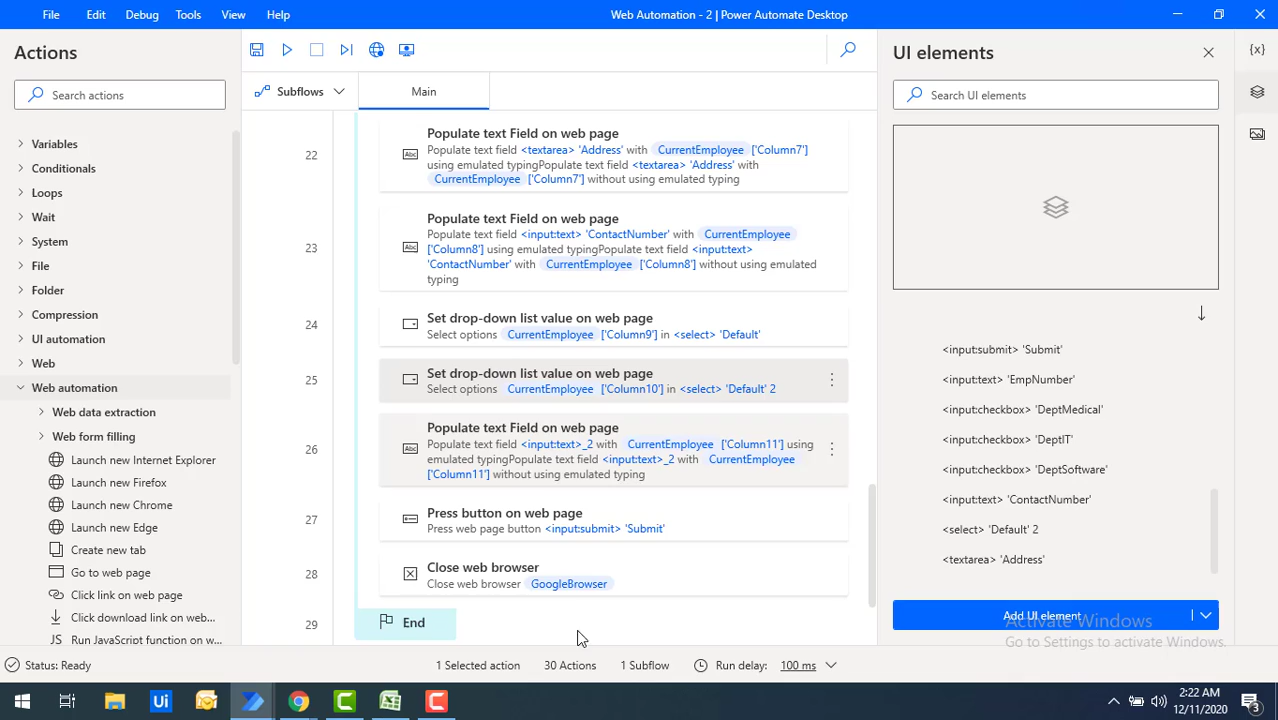 File Edit Debug Tools View Help
Web Automation - 2 | Power Automate Desktop
Actions
Search actions
Variables
Conditionals
Loops
Wait
System
File
Folder
Compression
UI automation
Web
Web automation
Web data extraction
Web form filling
Launch new Internet Explorer
Launch new Firefox
Launch new Chrome
Launch new Edge
Create new tab
Go to web page
Click link on web page
Click download link on web...
Run JavaScript function on w...
Subflows
Main
22
Populate text Field on web page
Populate text field <textarea> 'Address' with CurrentEmployee ['Column7']
using emulated typingPopulate text field <textarea> 'Address' with
CurrentEmployee ['Column7'] without using emulated typing
23
Populate text Field on web page
Populate text field <input:text> 'ContactNumber' with CurrentEmployee
['Column8'] using emulated typingPopulate text field <input:text>
'ContactNumber' with CurrentEmployee ['Column8'] without using emulated
typing
24
Set drop-down list value on web page
Select options CurrentEmployee ['Column9'] in <select> 'Default'
25
Set drop-down list value on web page
Select options CurrentEmployee ['Column10'] in <select> 'Default' 2
26
Populate text Field on web page
Populate text field <input:text>_2 with CurrentEmployee ['Column11'] using
emulated typingPopulate text field <input:text>_2 with CurrentEmployee
['Column11'] without using emulated typing
27
Press button on web page
Press web page button <input:submit> 'Submit'
28
Close web browser
Close web browser GoogleBrowser
29
End
UI elements
Search UI elements
<input:submit> 'Submit'
<input:text> 'EmpNumber'
<input:checkbox> 'DeptMedical'
<input:checkbox> 'DeptIT'
<input:checkbox> 'DeptSoftware'
<input:text> 'ContactNumber'
<select> 'Default' 2
<textarea> 'Address'
Add UI element
Activate Windows
Go to Settings to activate Windows.
{x}
Status: Ready
1 Selected action
30 Actions
1 Subflow
Run delay: 100 ms
Ui
2:22 AM
12/11/2020
3